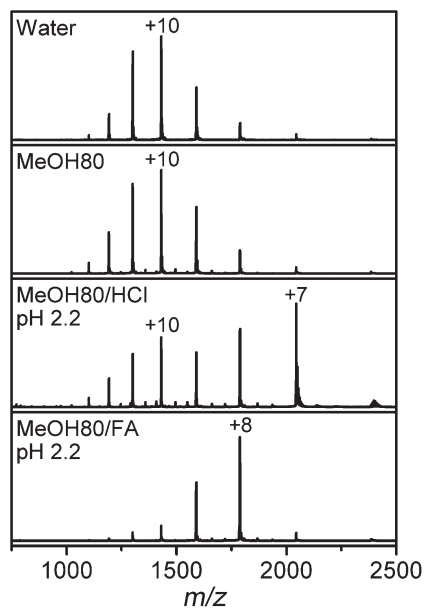 Water
+10
MeOH80
+10
MeOH80/HCl
pH 2.2
+10
+7
MeOH80/FA
pH 2.2
+8
1000 1500 2000 2500
m/z